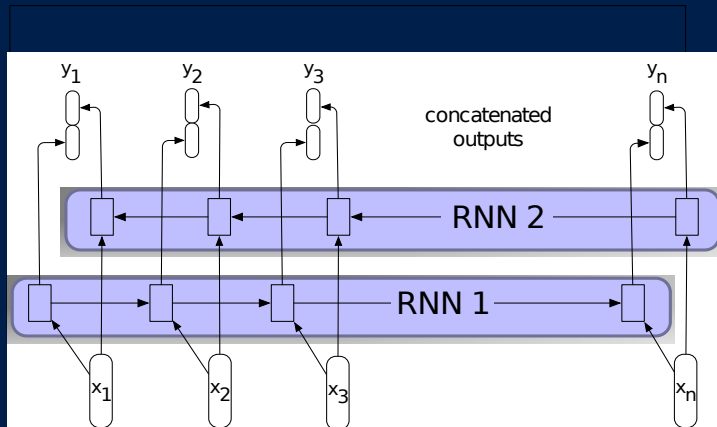 y1 y2 y3 yn
concatenated
outputs
RNN 2
RNN 1
x1 x2 x3 xn